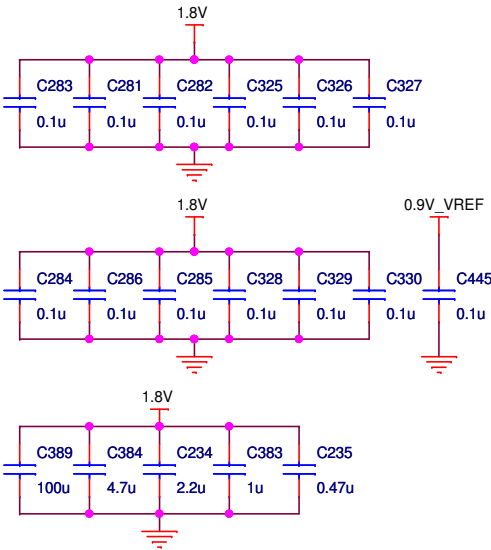 1.8V
C283 C281 C282 C325 C326 C327
0.1u 0.1u 0.1u 0.1u 0.1u 0.1u
1.8V 0.9V_VREF
C284 C286 C285 C328 C329 C330 C445
0.1u 0.1u 0.1u 0.1u 0.1u 0.1u 0.1u
1.8V
C389 C384 C234 C383 C235
100u 4.7u 2.2u 1u 0.47u